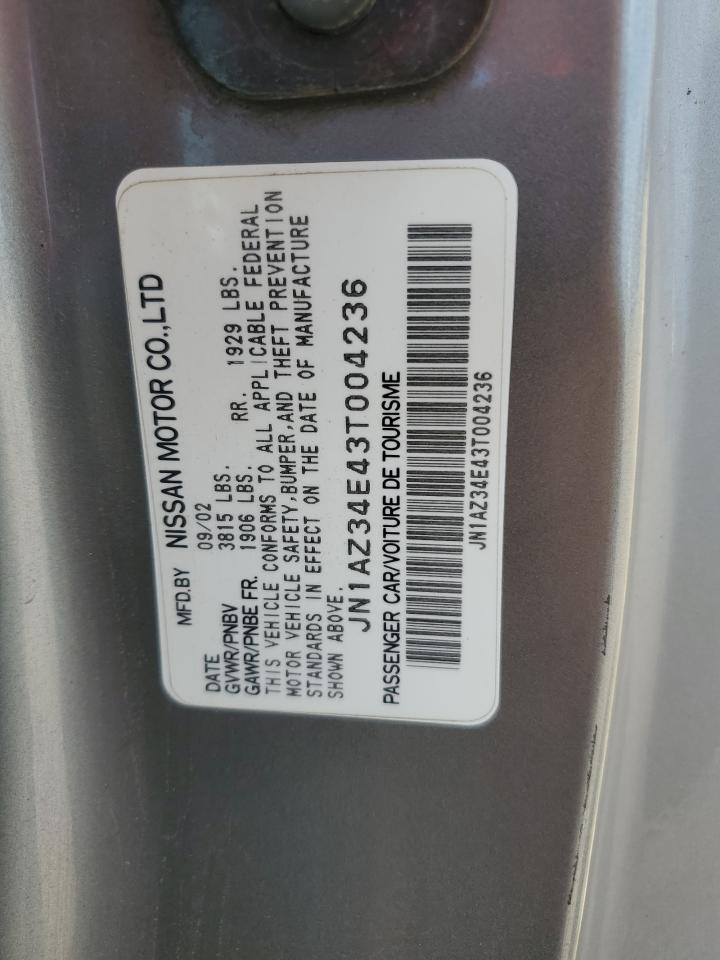 MFD.BY NISSAN MOTOR CO.,LTD
DATE 09/02
GVWR/PNBV 3815 LBS.
GAWR/PNBE FR. 1906 LBS. RR. 1929 LBS.
THIS VEHICLE CONFORMS TO ALL APPLICABLE FEDERAL
MOTOR VEHICLE SAFETY,BUMPER,AND THEFT PREVENTION
STANDARDS IN EFFECT ON THE DATE OF MANUFACTURE
SHOWN ABOVE.
JN1AZ34E43T004236
PASSENGER CAR/VOITURE DE TOURISME
JN1AZ34E43T004236